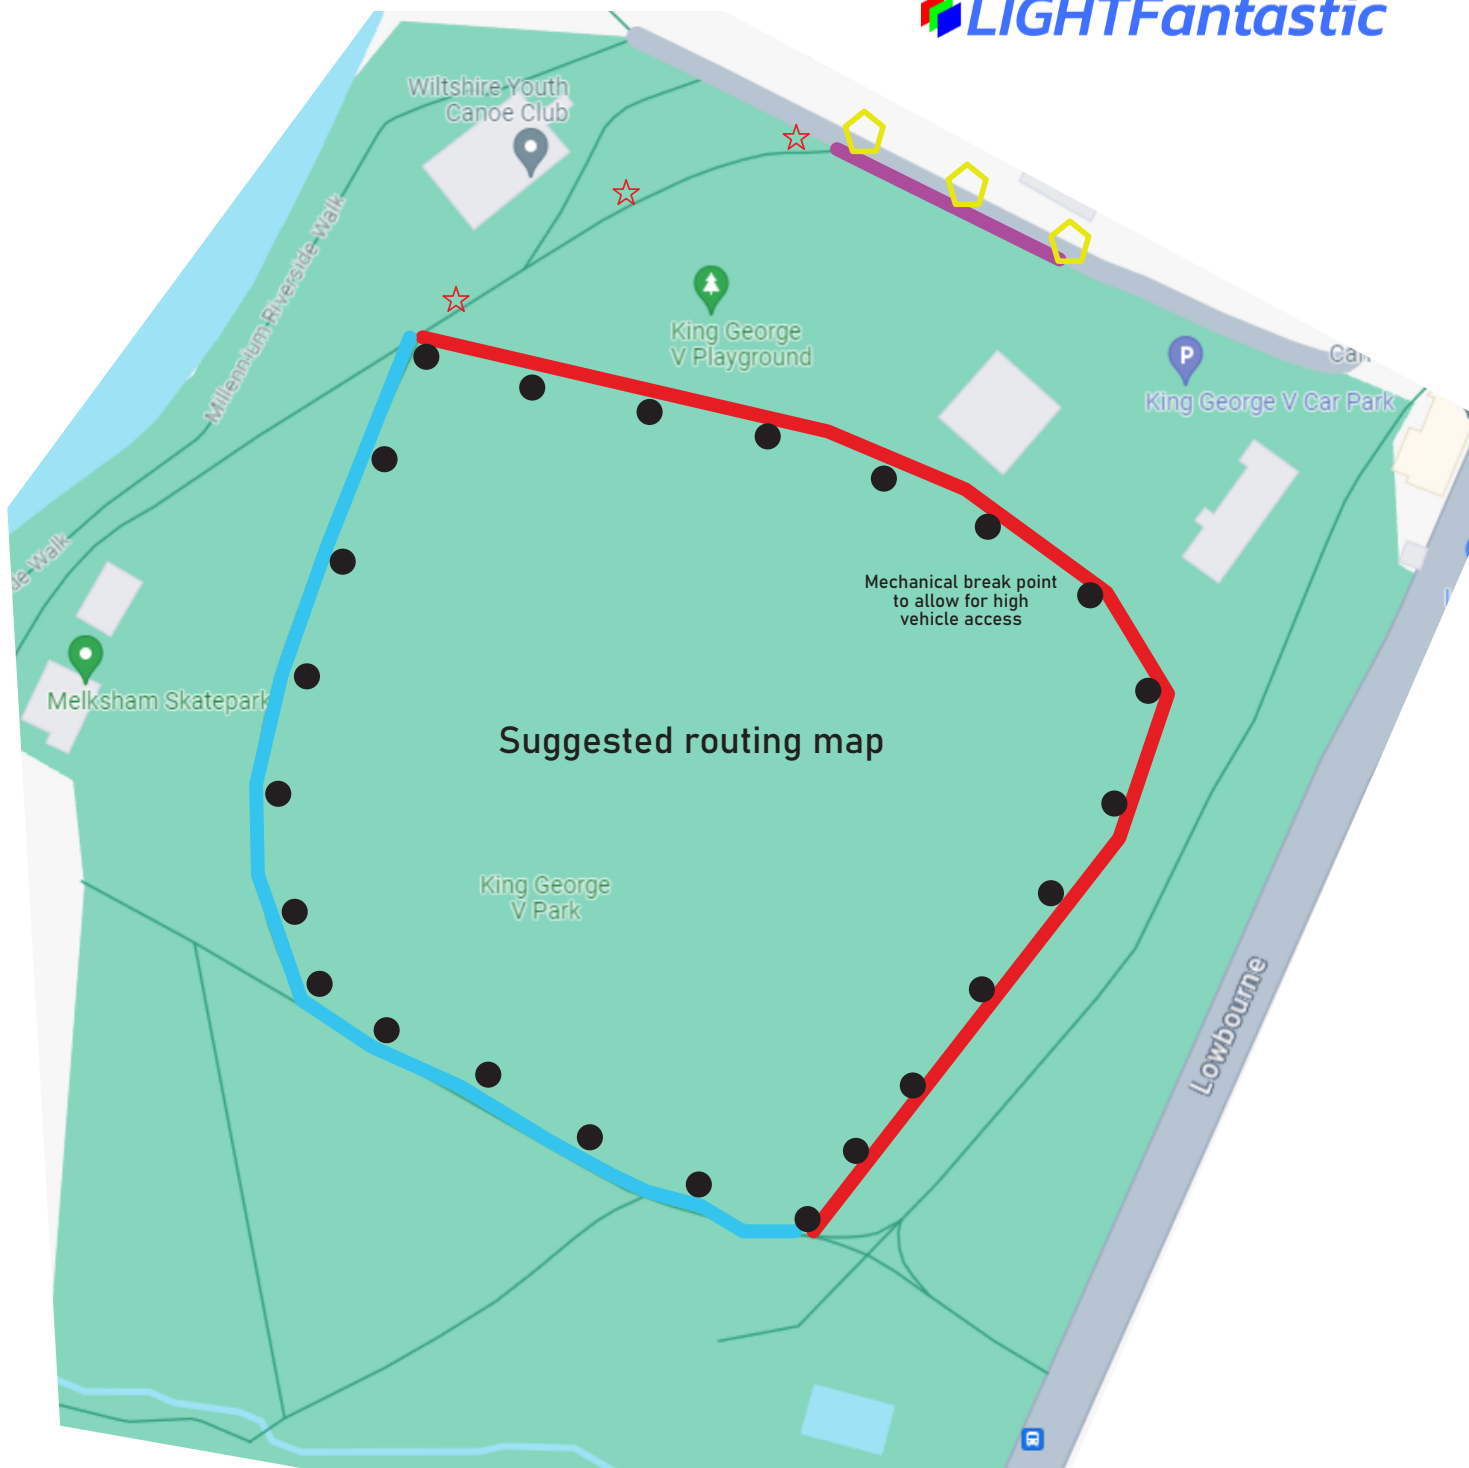 LIGHTFantastic
Wiltshire Youth
Canoe Club
Millennium Riverside Walk
King George
V Playground
P
King George V Car Park
de Walk
Mechanical break point
to allow for high
vehicle access
Melksham Skatepark
Suggested routing map
King George
V Park
Lowbourne